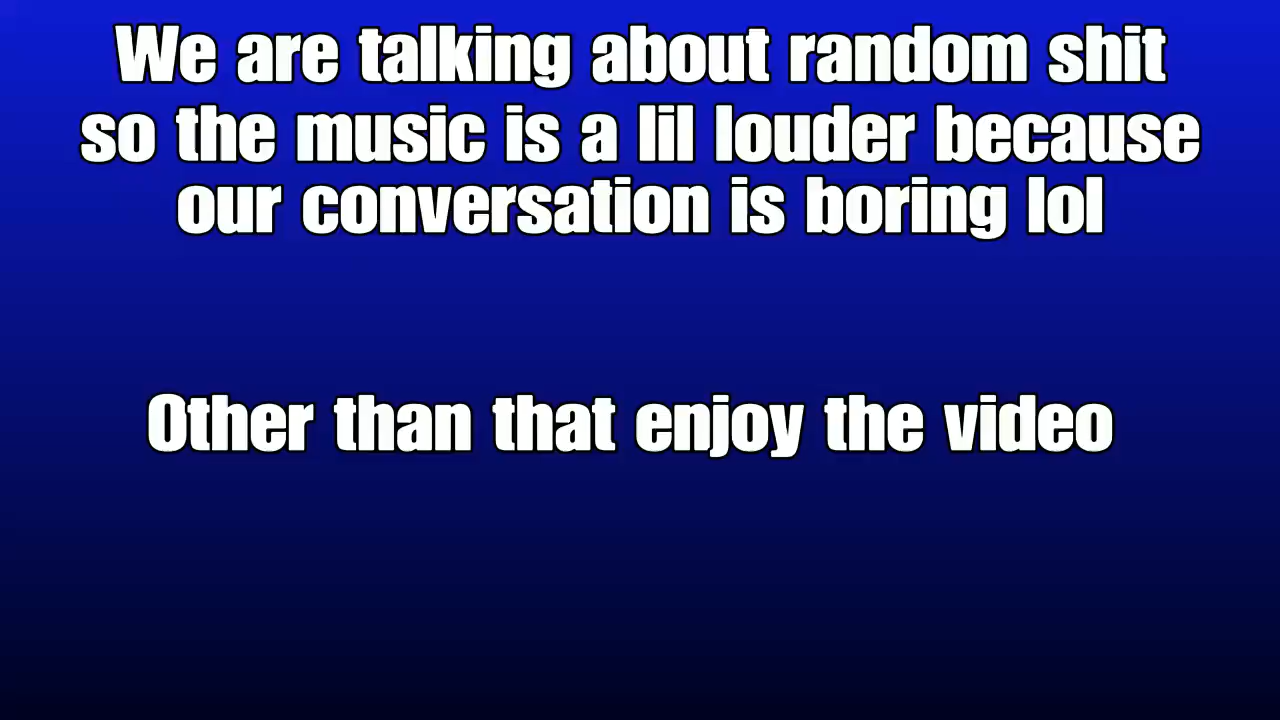 We are talking about random shit
so the music is a lil louder because
our conversation is boring lol
Other than that enjoy the video